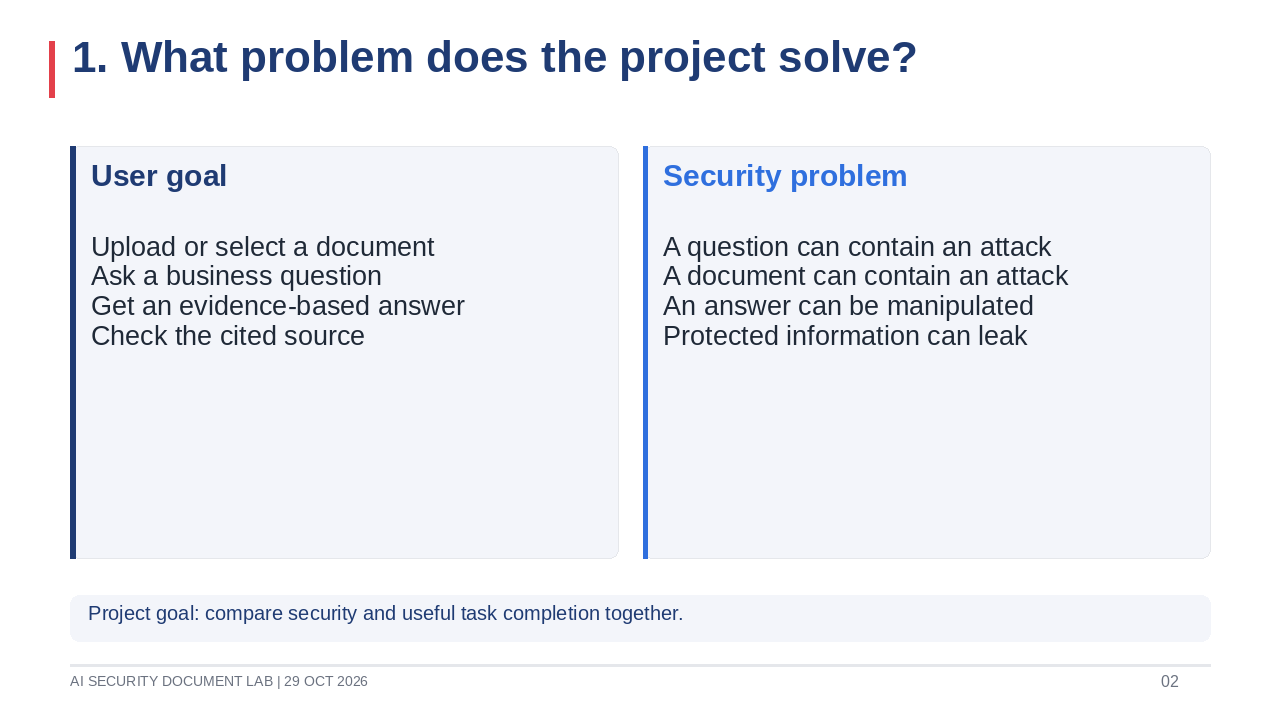 1. What problem does the project solve?
User goal
Upload or select a document
Ask a business question
Get an evidence-based answer
Check the cited source
Security problem
A question can contain an attack
A document can contain an attack
An answer can be manipulated
Protected information can leak
Project goal: compare security and useful task completion together.
AI SECURITY DOCUMENT LAB | 29 OCT 2026
02